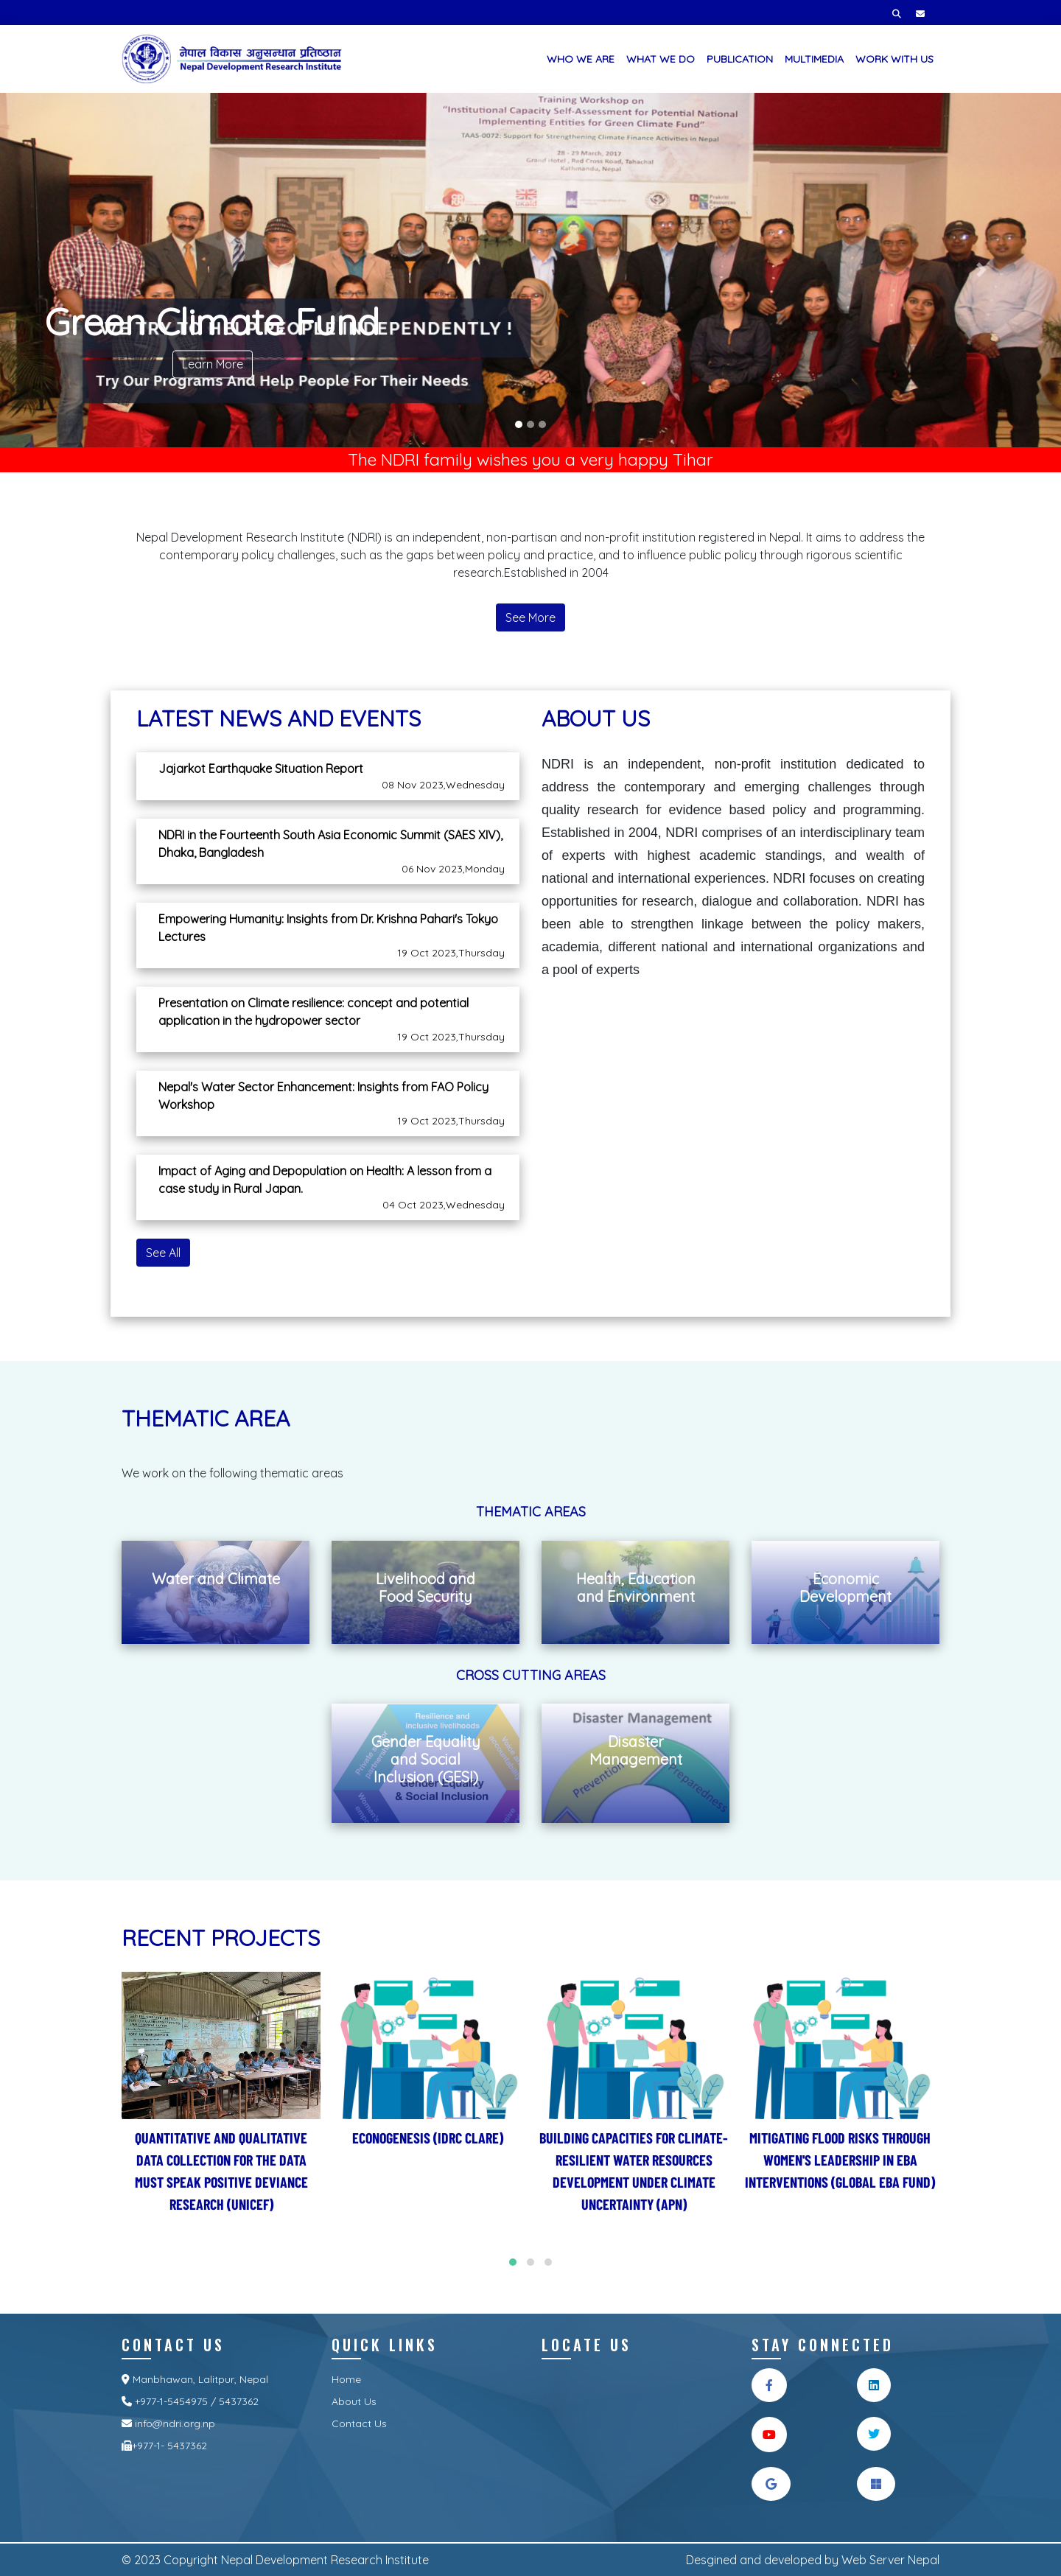 नेपाल विकास अनुसन्धान प्रतिष्ठान
Nepal Development Research Institute
WHO WE ARE WHAT WE DO PUBLICATION MULTIMEDIA WORK WITH US
Training Workshop on
"Institutional Capacity Self-Assessment for Potential National
Implementing Entities for Green Climate Fund"
TAAS-0072: Support for Strengthening Climate Finance Activities in Nepal
28 - 29 March, 2017
Grand Hotel, Red Cross Road, Tahachal
Kathmandu, Nepal
Green Climate Fund
WE TRY TO HELP PEOPLE INDEPENDENTLY !
Learn More
Try Our Programs And Help People For Their Needs
The NDRI family wishes you a very happy Tihar
Nepal Development Research Institute (NDRI) is an independent, non-partisan and non-profit institution registered in Nepal. It aims to address the
contemporary policy challenges, such as the gaps between policy and practice, and to influence public policy through rigorous scientific
research.Established in 2004
See More
LATEST NEWS AND EVENTS
Jajarkot Earthquake Situation Report
08 Nov 2023,Wednesday
NDRI in the Fourteenth South Asia Economic Summit (SAES XIV),
Dhaka, Bangladesh
06 Nov 2023,Monday
Empowering Humanity: Insights from Dr. Krishna Pahari's Tokyo
Lectures
19 Oct 2023,Thursday
Presentation on Climate resilience: concept and potential
application in the hydropower sector
19 Oct 2023,Thursday
Nepal's Water Sector Enhancement: Insights from FAO Policy
Workshop
19 Oct 2023,Thursday
Impact of Aging and Depopulation on Health: A lesson from a
case study in Rural Japan.
04 Oct 2023,Wednesday
See All
ABOUT US
NDRI is an independent, non-profit institution dedicated to
address the contemporary and emerging challenges through
quality research for evidence based policy and programming.
Established in 2004, NDRI comprises of an interdisciplinary team
of experts with highest academic standings, and wealth of
national and international experiences. NDRI focuses on creating
opportunities for research, dialogue and collaboration. NDRI has
been able to strengthen linkage between the policy makers,
academia, different national and international organizations and
a pool of experts
THEMATIC AREA
We work on the following thematic areas
THEMATIC AREAS
Water and Climate
Livelihood and
Food Security
Health, Education
and Environment
Economic
Development
CROSS CUTTING AREAS
Resilience and
inclusive livelihoods
Gender Equality
and Social
Inclusion (GESI)
Gender Equality
& Social Inclusion
Disaster Management
Disaster
Management
Prevention
Preparedness
RECENT PROJECTS
QUANTITATIVE AND QUALITATIVE
DATA COLLECTION FOR THE DATA
MUST SPEAK POSITIVE DEVIANCE
RESEARCH (UNICEF)
ECONOGENESIS (IDRC CLARE)
BUILDING CAPACITIES FOR CLIMATE-
RESILIENT WATER RESOURCES
DEVELOPMENT UNDER CLIMATE
UNCERTAINTY (APN)
MITIGATING FLOOD RISKS THROUGH
WOMEN'S LEADERSHIP IN EBA
INTERVENTIONS (GLOBAL EBA FUND)
CONTACT US
Manbhawan, Lalitpur, Nepal
+977-1-5454975 / 5437362
info@ndri.org.np
+977-1- 5437362
QUICK LINKS
Home
About Us
Contact Us
LOCATE US
STAY CONNECTED
© 2023 Copyright Nepal Development Research Institute
Desgined and developed by Web Server Nepal